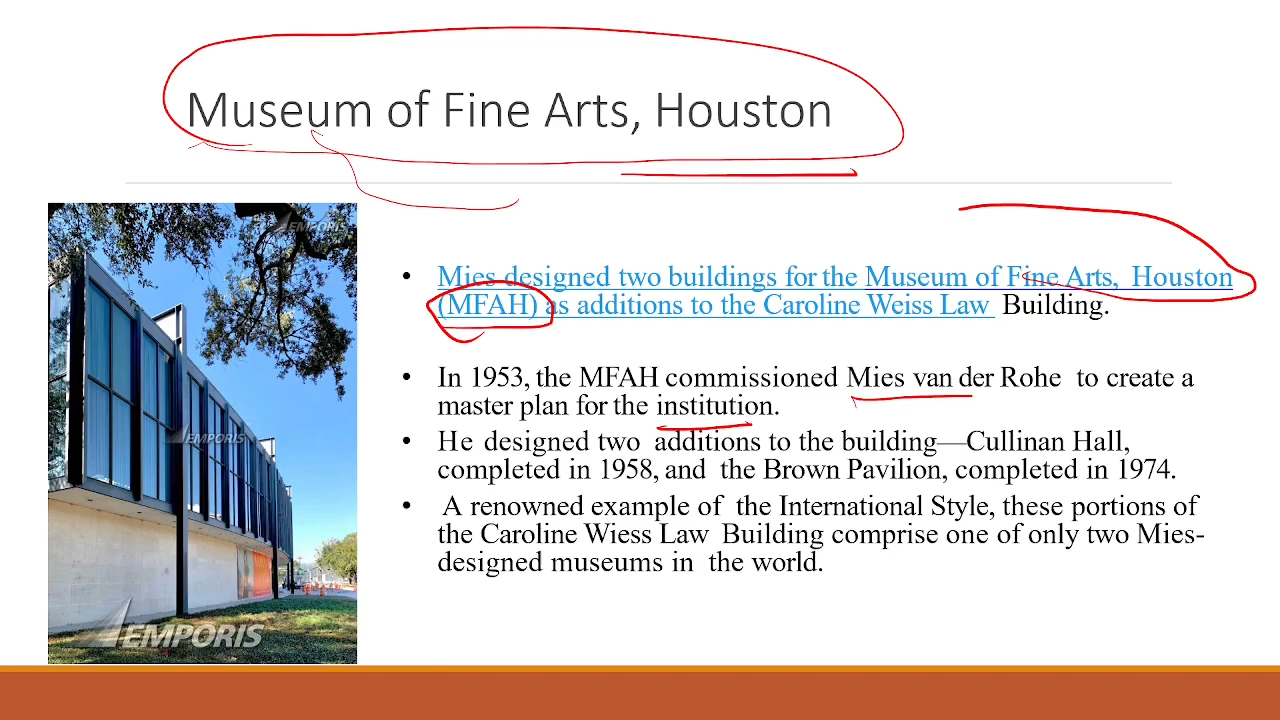 Museum of Fine Arts, Houston
EMPORIS
• Mies designed two buildings for the Museum of Fine Arts, Houston
(MFAH) as additions to the Caroline Weiss Law Building.
• In 1953, the MFAH commissioned Mies van der Rohe to create a
master plan for the institution.
EMPORIS
• He designed two additions to the building—Cullinan Hall,
completed in 1958, and the Brown Pavilion, completed in 1974.
• A renowned example of the International Style, these portions of
the Caroline Wiess Law Building comprise one of only two Mies-
designed museums in the world.
EMPORIS